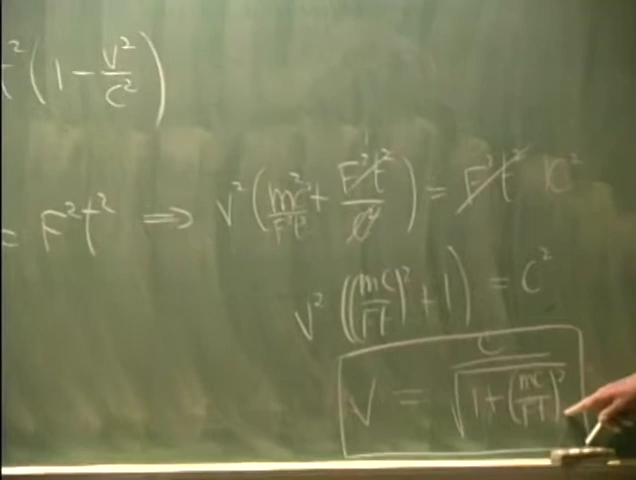 t²(1 - V²/C²)
= F²t² ⇒ V²(m²/F²t² + F²t²/C²) = F²t² C²
V²((mc/Ft)² + 1) = C²
V = C/√(1+(mc/Ft)²)